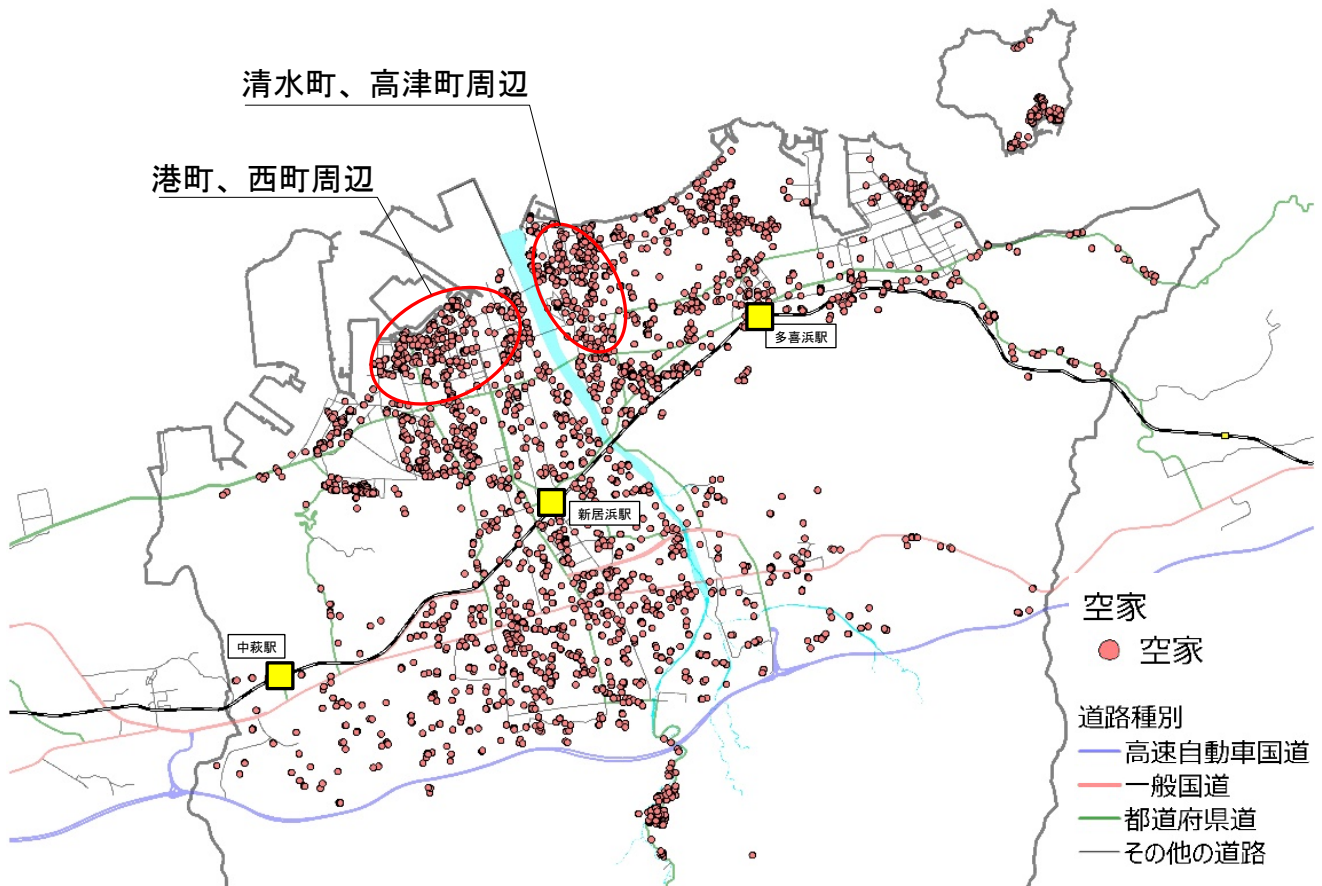 清水町、高津町周辺
港町、西町周辺
多喜浜駅
新居浜駅
中萩駅
空家
空家
道路種別
高速自動車国道
一般国道
都道府県道
その他の道路